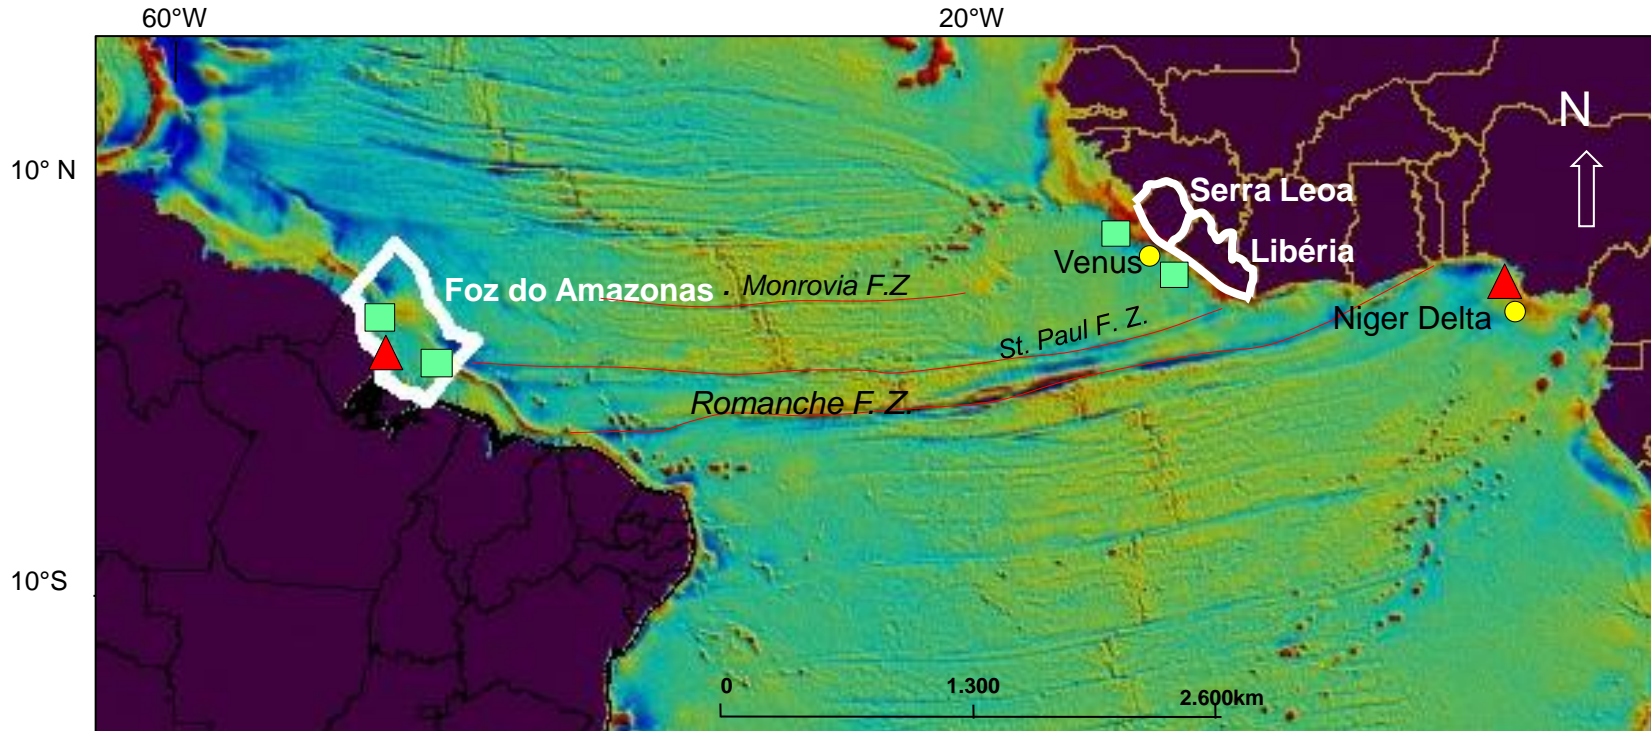 60°W
20°W
N
10° N
Serra Leoa
Libéria
Venus
Foz do Amazonas
. Monrovia F.Z
Niger Delta
St. Paul F. Z.
Romanche F. Z.
10°S
0
1.300
2.600km